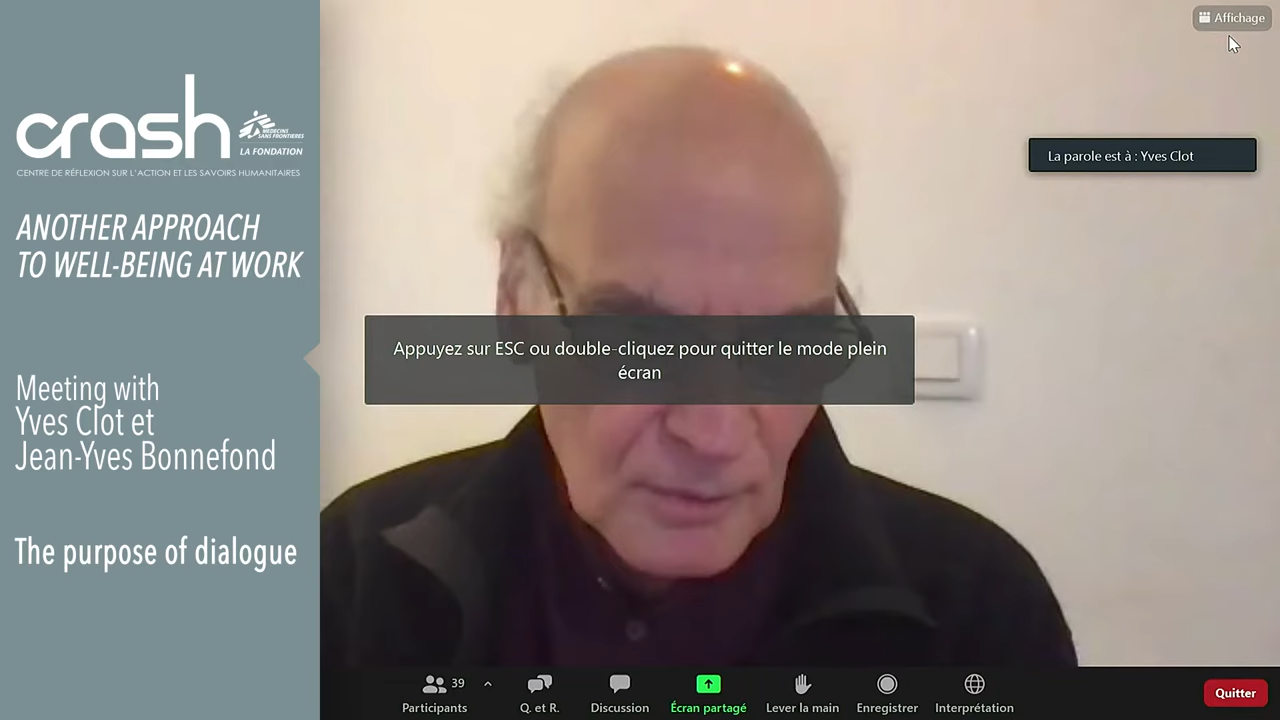 crash
MEDECINS
SANS FRONTIERES
LA FONDATION
CENTRE DE RÉFLEXION SUR L'ACTION ET LES SAVOIRS HUMANITAIRES
ANOTHER APPROACH
TO WELL-BEING AT WORK
Meeting with
Yves Clot et
Jean-Yves Bonnefond
The purpose of dialogue
Affichage
La parole est à : Yves Clot
Appuyez sur ESC ou double-cliquez pour quitter le mode plein
écran
39
Participants
Q. et R.
Discussion
Écran partagé
Lever la main
Enregistrer
Interprétation
Quitter